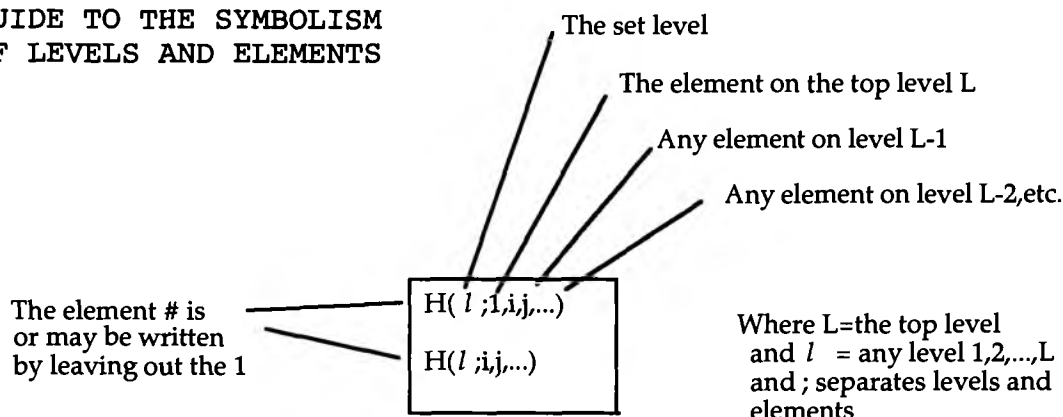 UIDE TO THE SYMBOLISM
F LEVELS AND ELEMENTS
The set level
The element on the top level L
Any element on level L-1
Any element on level L-2,etc.
The element # is
or may be written
by leaving out the 1
H( l ;1,i,j,...)
H(l ;i,j,...)
Where L=the top level
and l = any level 1,2,...,L
and ; separates levels and
elements